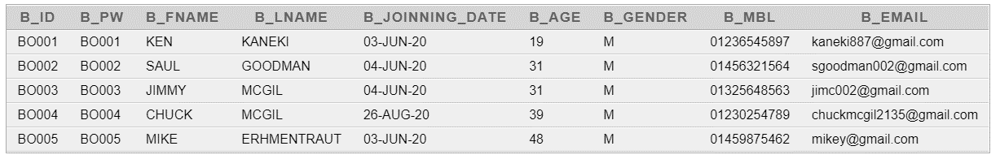 B_ID B_PW B_FNAME B_LNAME B_JOINNING_DATE B_AGE B_GENDER B_MBL B_EMAIL
BO001 BO001 KEN KANEKI 03-JUN-20 19 M 01236545897 kaneki887@gmail.com
BO002 BO002 SAUL GOODMAN 04-JUN-20 31 M 01456321564 sgoodman002@gmail.com
BO003 BO003 JIMMY MCGIL 04-JUN-20 31 M 01325648563 jimc002@gmail.com
BO004 BO004 CHUCK MCGIL 26-AUG-20 39 M 01230254789 chuckmcgil2135@gmail.com
BO005 BO005 MIKE ERHMENTRAUT 03-JUN-20 48 M 01459875462 mikey@gmail.com